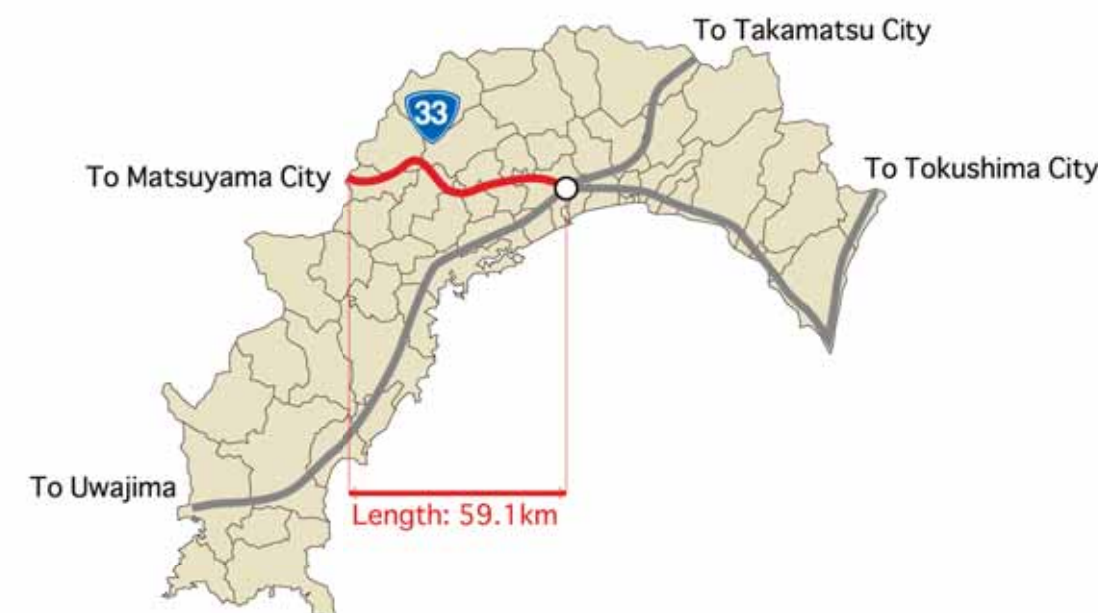 To Takamatsu City
33
To Matsuyama City
To Tokushima City
To Uwajima
Length: 59.1km